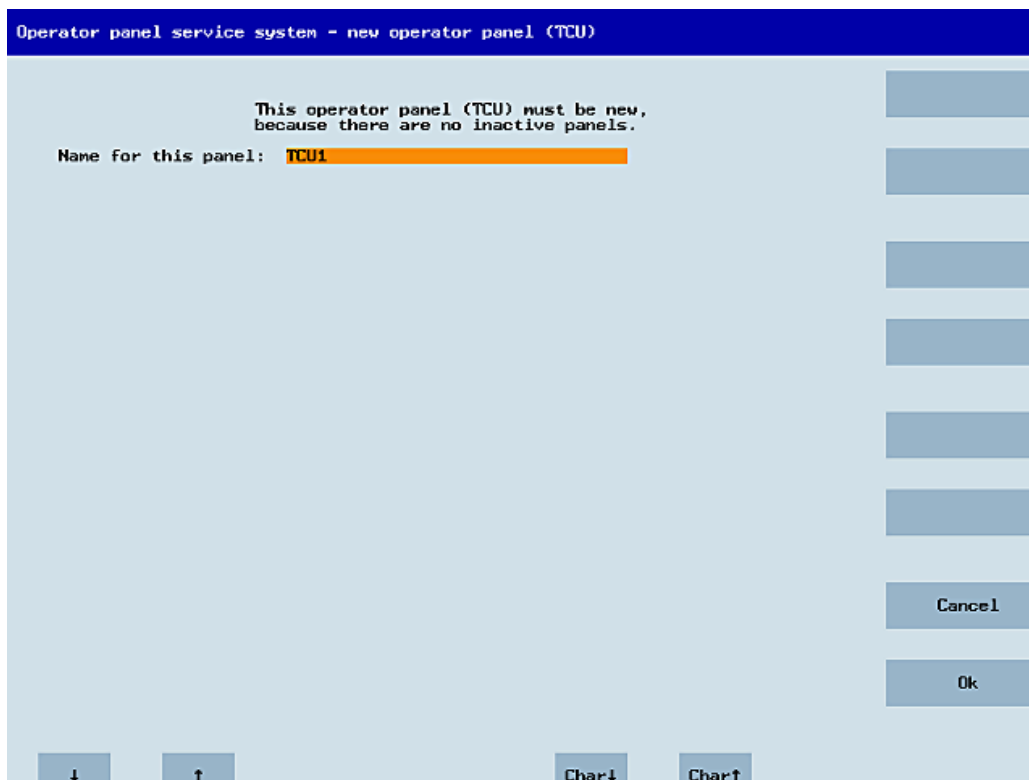 Operator panel service system - new operator panel (TCU)
This operator panel (TCU) must be new,
because there are no inactive panels.
Name for this panel: TCU1
Cancel
Ok
↓ ↑ Char↓ Char↑